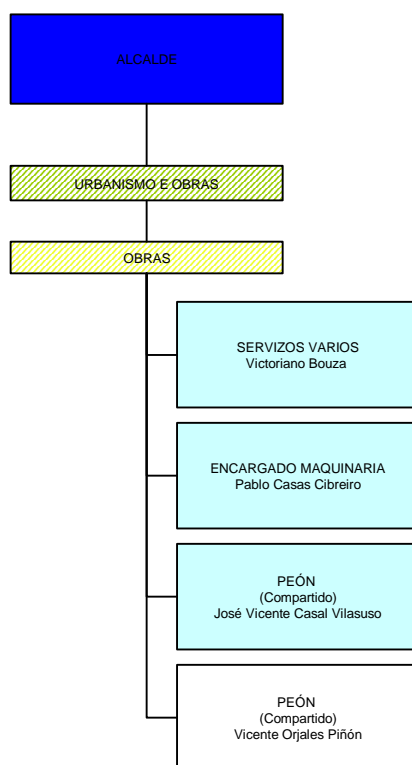 ALCALDE
URBANISMO E OBRAS
OBRAS
SERVIZOS VARIOS
Victoriano Bouza
ENCARGADO MAQUINARIA
Pablo Casas Cibreiro
PEÓN
(Compartido)
José Vicente Casal Vilasuso
PEÓN
(Compartido)
Vicente Orjales Piñón